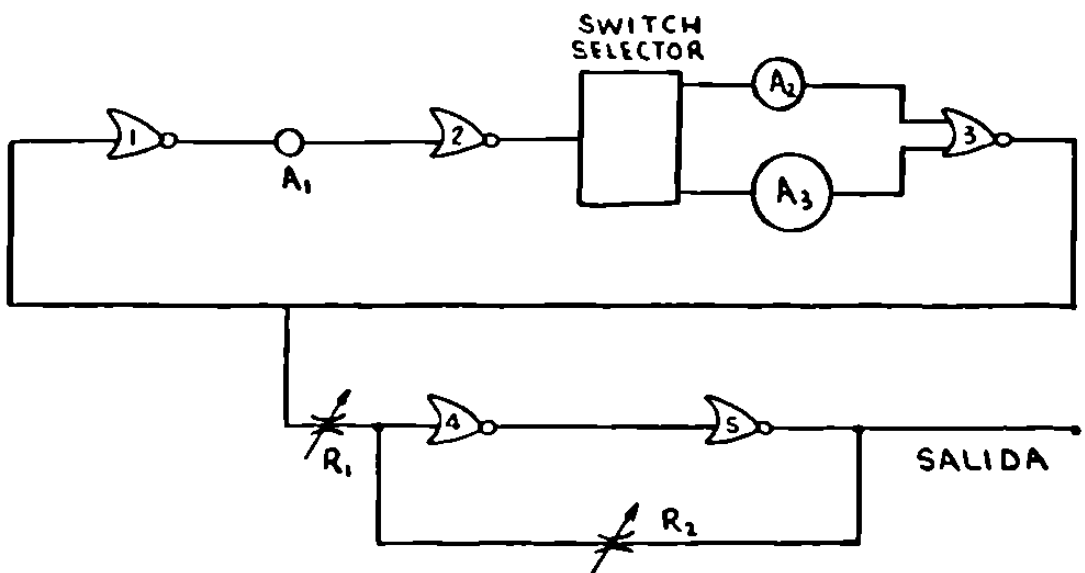 SWITCH
SELECTOR
1
A₁
2
A₂
A₃
3
R₁
4
5
SALIDA
R₂